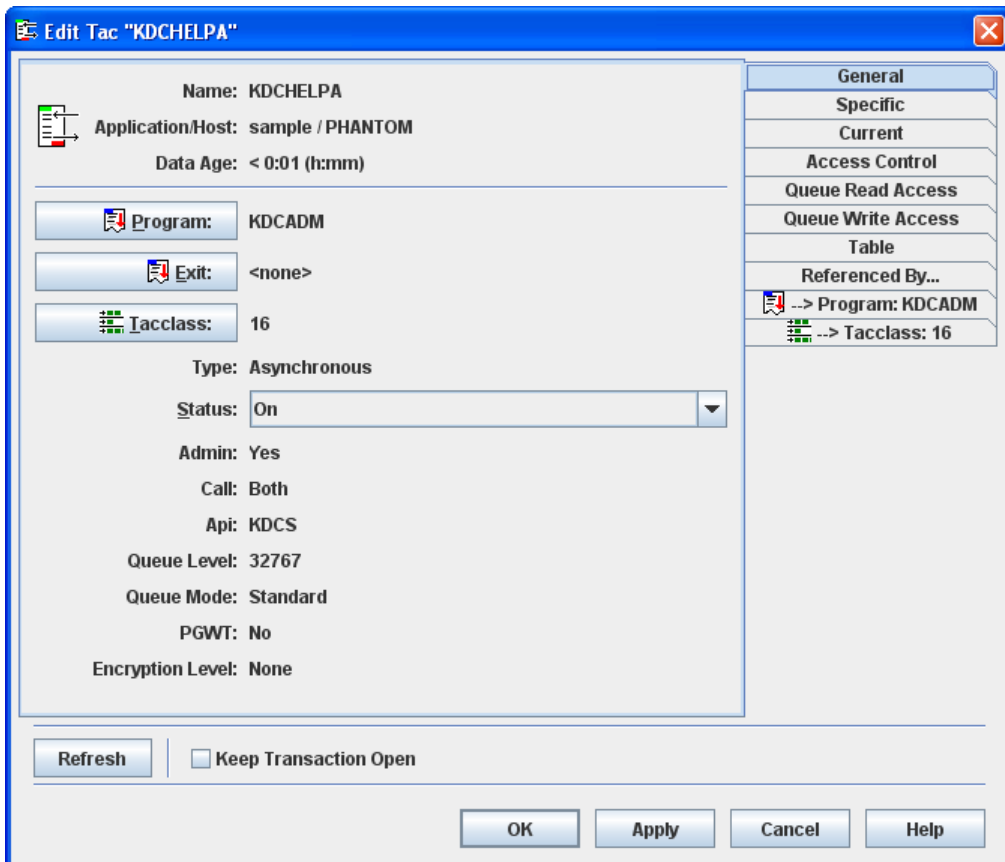 Edit Tac "KDCHELPA"
Name: KDCHELPA
Application/Host: sample / PHANTOM
Data Age: < 0:01 (h:mm)
Program: KDCADM
Exit: <none>
Tacclass: 16
Type: Asynchronous
Status: On
Admin: Yes
Call: Both
Api: KDCS
Queue Level: 32767
Queue Mode: Standard
PGWT: No
Encryption Level: None
General
Specific
Current
Access Control
Queue Read Access
Queue Write Access
Table
Referenced By...
--> Program: KDCADM
--> Tacclass: 16
Refresh
Keep Transaction Open
OK
Apply
Cancel
Help